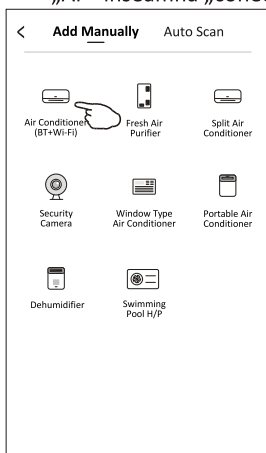 Add Manually Auto Scan
Air Conditioner
(BT+Wi-Fi)
Fresh Air
Purifier
Split Air
Conditioner
Security
Camera
Window Type
Air Conditioner
Portable Air
Conditioner
Dehumidifier
Swimming
Pool H/P